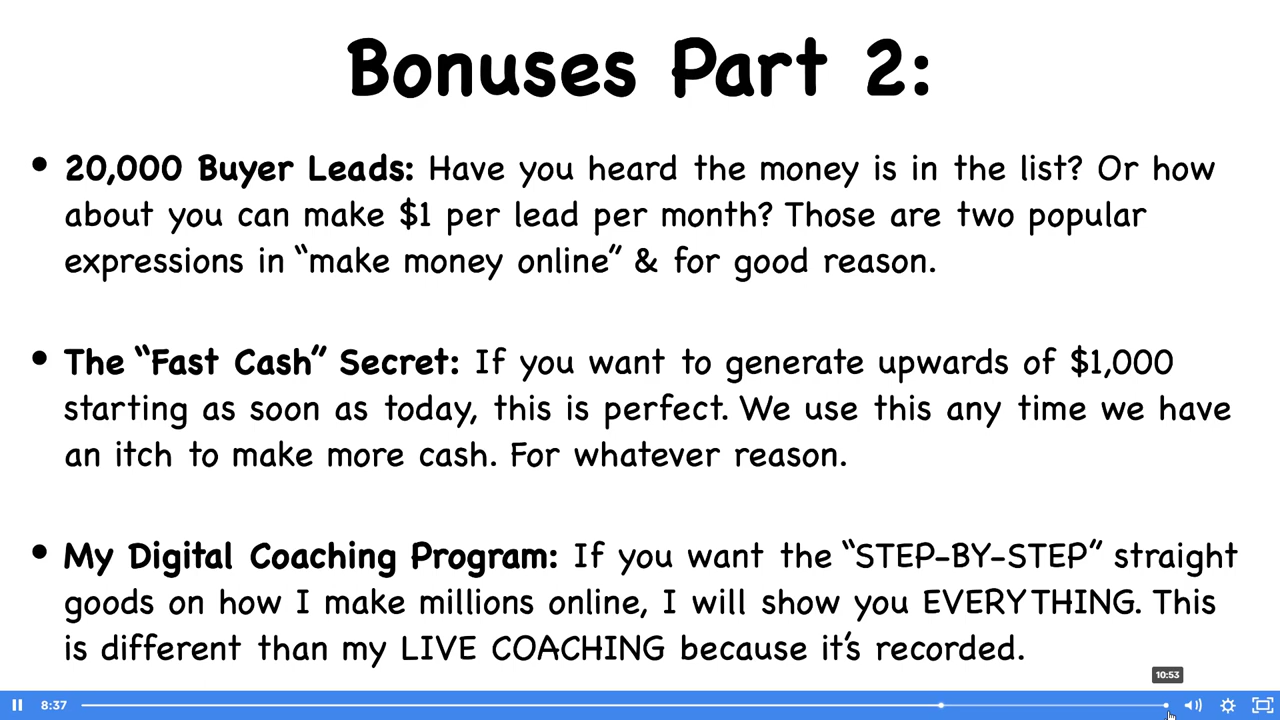 Bonuses Part 2:
• 20,000 Buyer Leads: Have you heard the money is in the list? Or how
about you can make $1 per lead per month? Those are two popular
expressions in “make money online” & for good reason.
• The “Fast Cash” Secret: If you want to generate upwards of $1,000
starting as soon as today, this is perfect. We use this any time we have
an itch to make more cash. For whatever reason.
• My Digital Coaching Program: If you want the “STEP-BY-STEP” straight
goods on how I make millions online, I will show you EVERYTHING. This
is different than my LIVE COACHING because it’s recorded.
10:53
8:37